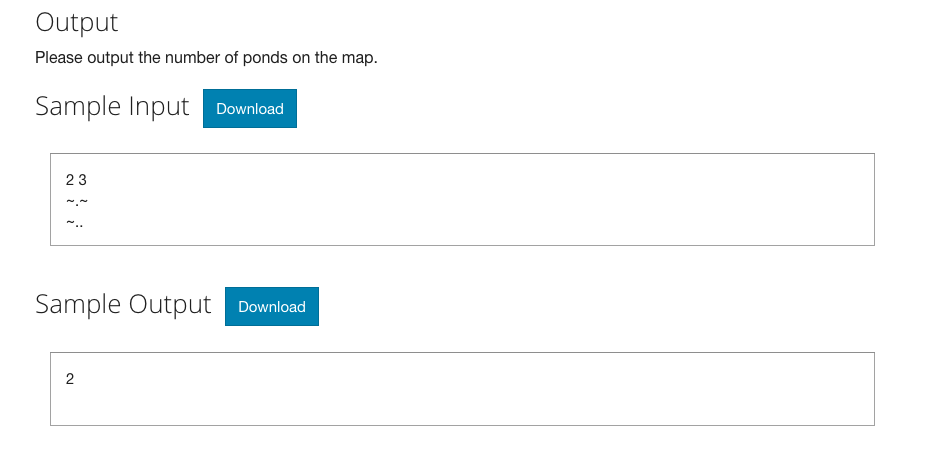 Output
Please output the number of ponds on the map.
Sample Input Download
2 3
~.~
~..
Sample Output Download
2